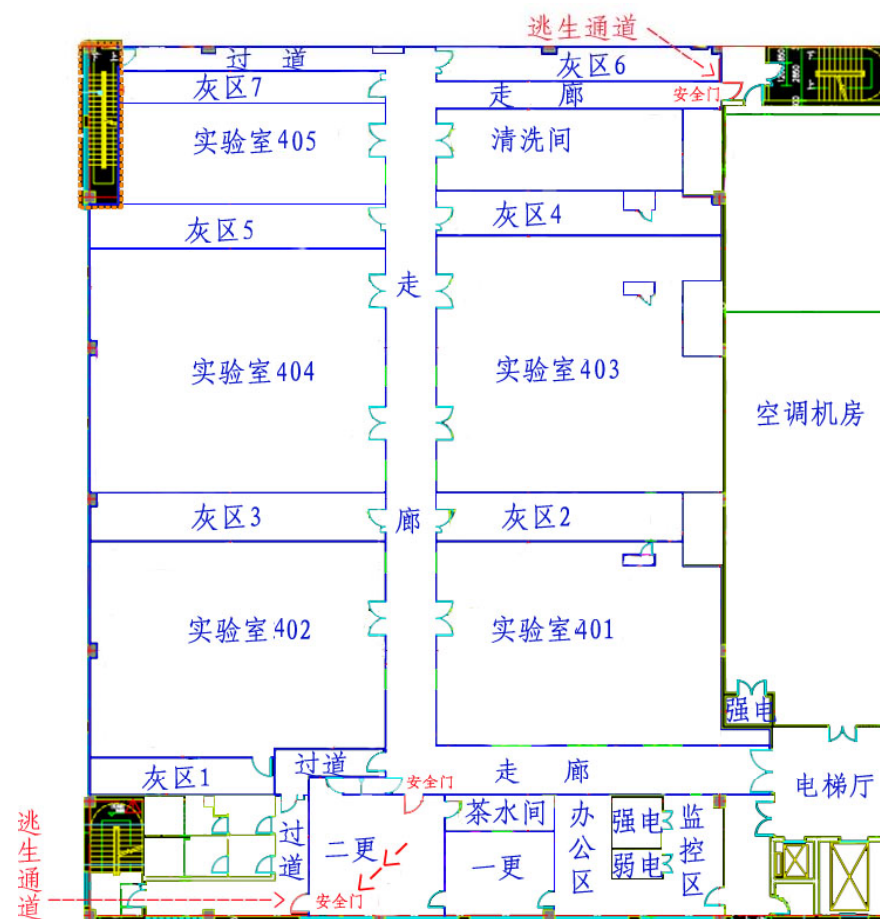 逃生通道
过 道
灰区6
灰区7
走 廊
安全门
下
上
实验室405
清洗间
灰区5
灰区4
走
廊
实验室404
实验室403
空调机房
灰区3
灰区2
实验室402
实验室401
强电
灰区1
过道
安全门
走 廊
电梯厅
逃生通道
过道
二更
茶水间
一更
办公区
强电
弱电
监控区
安全门